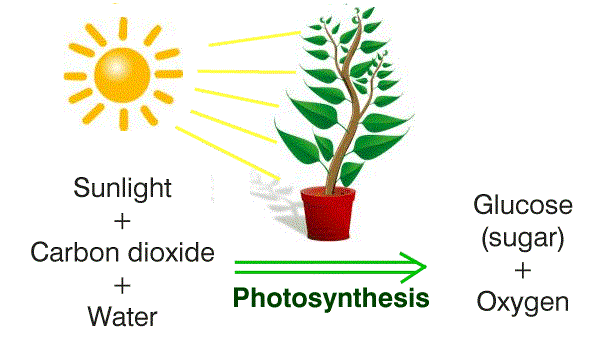 Sunlight
+
Carbon dioxide
+
Water
Photosynthesis
Glucose
(sugar)
+
Oxygen